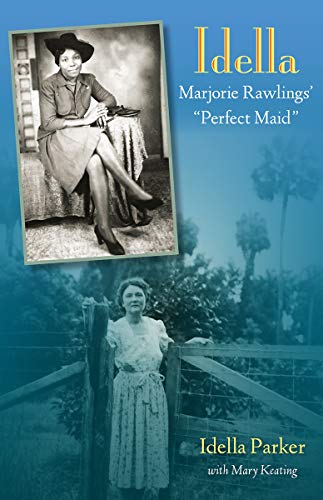 Idella
Marjorie Rawlings’
“Perfect Maid”
Idella Parker
with Mary Keating